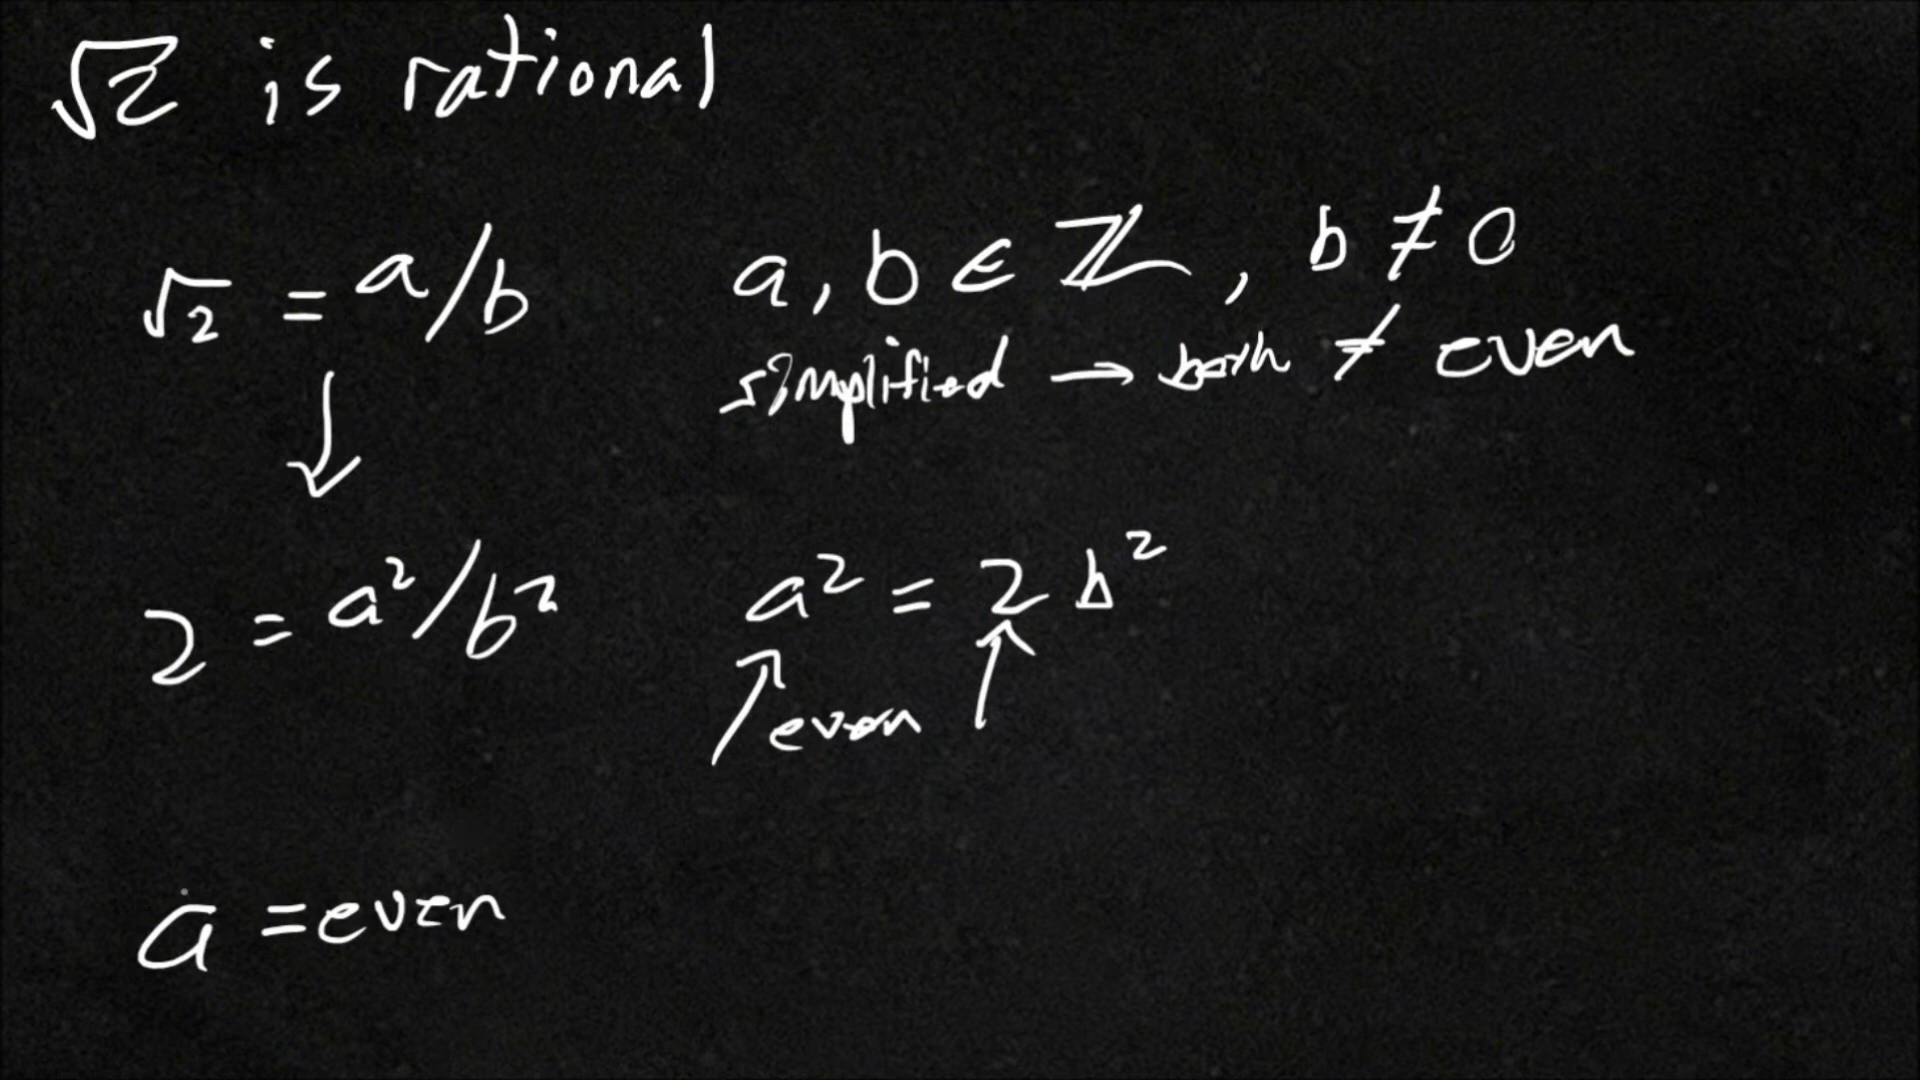 √2 is rational
√2 = a/b    a, b ∈ ℤ, b ≠ 0
simplified → both ≠ even
↓
2 = a²/b²    a² = 2 b²
↑ even ↑
a = even